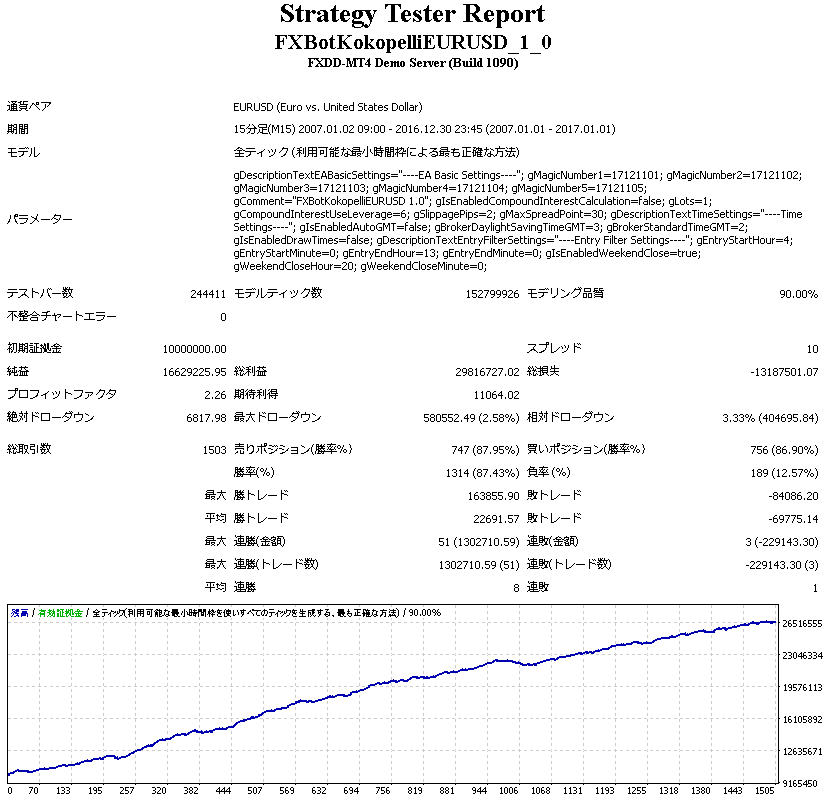 Strategy Tester Report
FXBotKokopelliEURUSD_1_0
FXDD-MT4 Demo Server (Build 1090)
通貨ペア EURUSD (Euro vs. United States Dollar)
期間 15分足(M15) 2007.01.02 09:00 - 2016.12.30 23:45 (2007.01.01 - 2017.01.01)
モデル 全ティック (利用可能な最小時間枠による最も正確な方法)
パラメーター gDescriptionTextEABasicSettings="----EA Basic Settings----"; gMagicNumber1=17121101; gMagicNumber2=17121102;
gMagicNumber3=17121103; gMagicNumber4=17121104; gMagicNumber5=17121105;
gComment="FXBotKokopelliEURUSD 1.0"; gIsEnabledCompoundInterestCalculation=false; gLots=1;
gCompoundInterestUseLeverage=6; gSlippagePips=2; gMaxSpreadPoint=30; gDescriptionTextTimeSettings="----Time
Settings----"; gIsEnabledAutoGMT=false; gBrokerDaylightSavingTimeGMT=3; gBrokerStandardTimeGMT=2;
gIsEnabledDrawTimes=false; gDescriptionTextEntryFilterSettings="----Entry Filter Settings----"; gEntryStartHour=4;
gEntryStartMinute=0; gEntryEndHour=13; gEntryEndMinute=0; gIsEnabledWeekendClose=true;
gWeekendCloseHour=20; gWeekendCloseMinute=0;
テストバー数 244411 モデルティック数 152799926 モデリング品質 90.00%
不整合チャートエラー 0
初期証拠金 10000000.00 スプレッド 10
純益 16629225.95 総利益 29816727.02 総損失 -13187501.07
プロフィットファクタ 2.26 期待利得 11064.02
絶対ドローダウン 6817.98 最大ドローダウン 580552.49 (2.58%) 相対ドローダウン 3.33% (404695.84)
総取引数 1503 売りポジション(勝率%) 747 (87.95%) 買いポジション(勝率%) 756 (86.90%)
勝率(%) 1314 (87.43%) 負率 (%) 189 (12.57%)
最大 勝トレード 163855.90 敗トレード -84086.20
平均 勝トレード 22691.57 敗トレード -69775.14
最大 連勝(金額) 51 (1302710.59) 連敗(金額) 3 (-229143.30)
最大 連勝(トレード数) 1302710.59 (51) 連敗(トレード数) -229143.30 (3)
平均 連勝 8 連敗 1
残高 / 有効証拠金 / 全ティック(利用可能な最小時間枠を使いすべてのティックを生成する、最も正確な方法) / 90.00%
26516555
23046334
19576113
16105892
12635671
9165450
0 70 133 195 257 320 382 444 507 569 632 694 756 819 881 944 1006 1068 1131 1193 1255 1318 1380 1443 1505